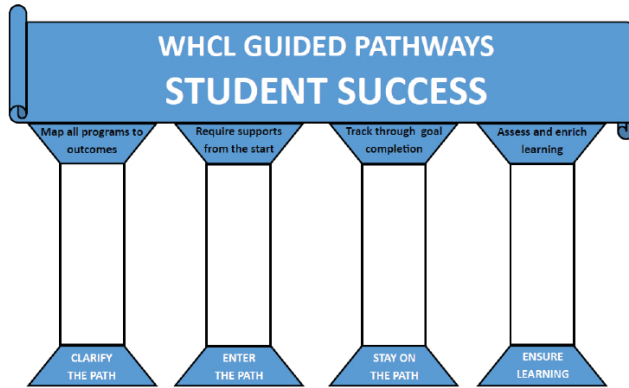 WHCL GUIDED PATHWAYS
STUDENT SUCCESS
Map all programs to
outcomes
Require supports
from the start
Track through goal
completion
Assess and enrich
learning
CLARIFY
THE PATH
ENTER
THE PATH
STAY ON
THE PATH
ENSURE
LEARNING